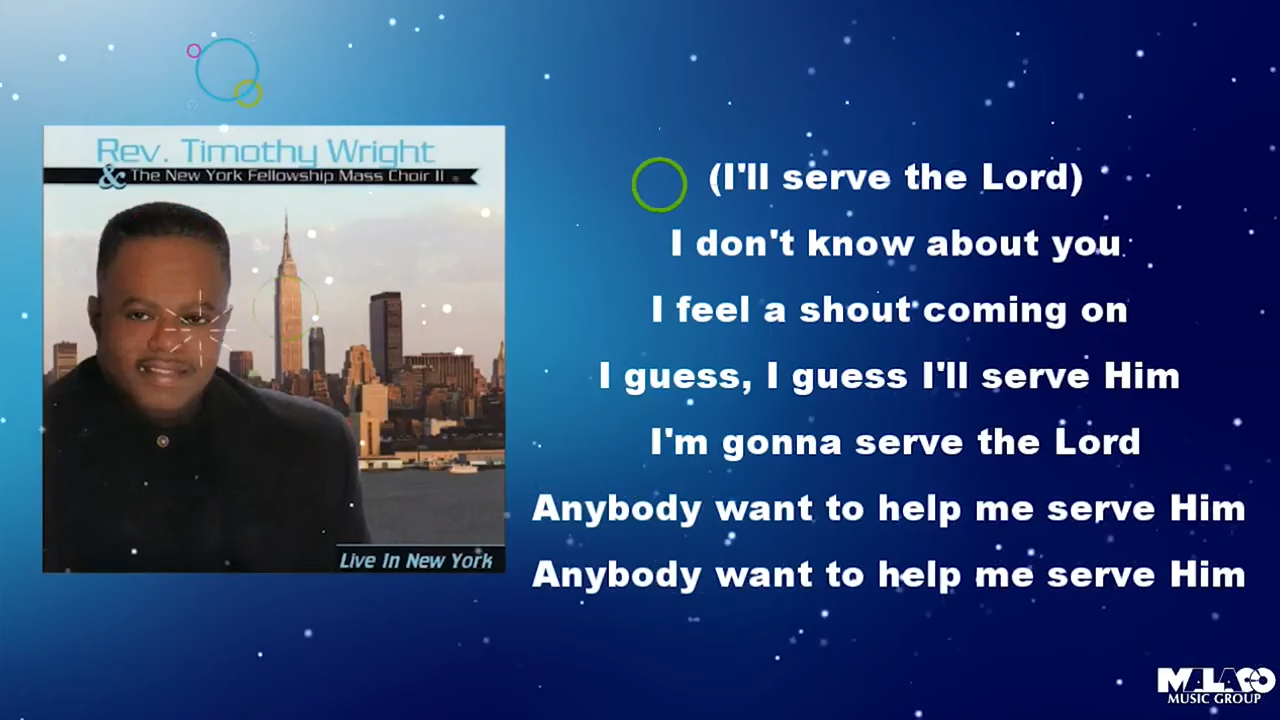 Rev. Timothy Wright
& The New York Fellowship Mass Choir II
Live In New York
(I'll serve the Lord)
I don't know about you
I feel a shout coming on
I guess, I guess I'll serve Him
I'm gonna serve the Lord
Anybody want to help me serve Him
Anybody want to help me serve Him
MALACO
MUSIC GROUP